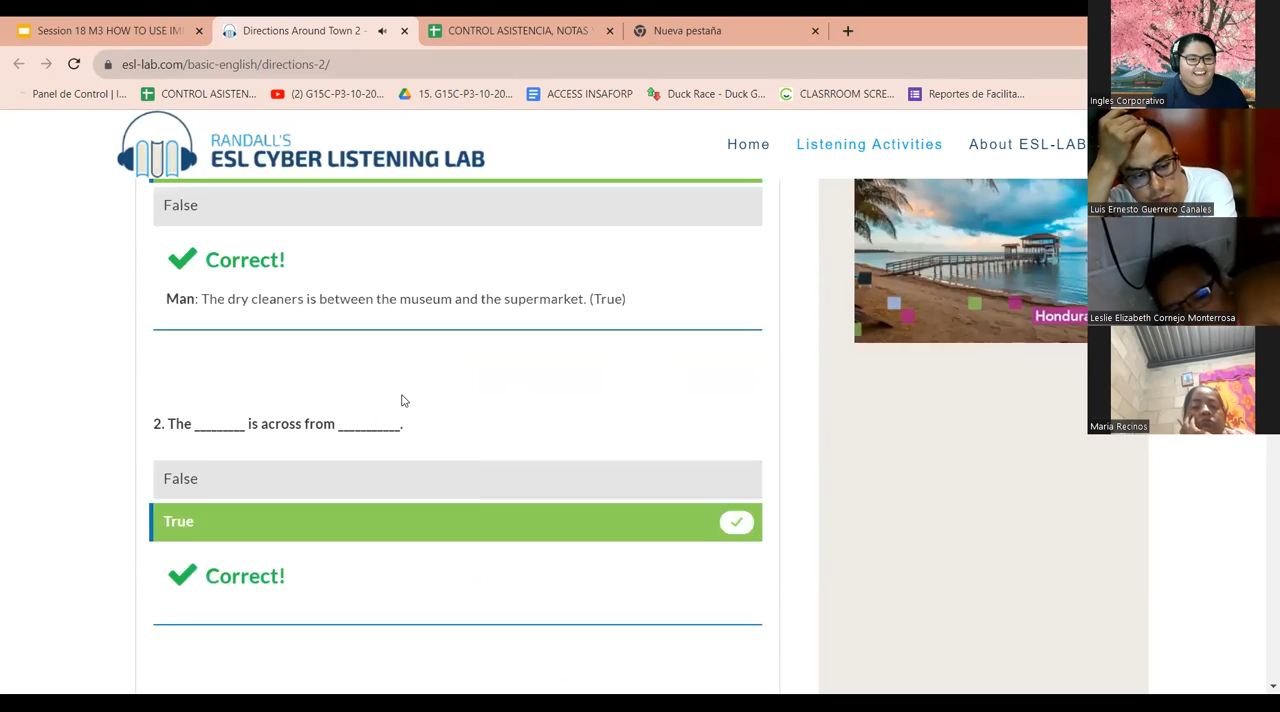 Session 18 M3 HOW TO USE IM
Directions Around Town 2 -
CONTROL ASISTENCIA, NOTAS
Nueva pestaña
esl-lab.com/basic-english/directions-2/
Panel de Control | I...
CONTROL ASISTEN...
(2) G15C-P3-10-20...
15. G15C-P3-10-20...
ACCESS INSAFORP
Duck Race - Duck G...
CLASRROOM SCRE...
Reportes de Facilita...
RANDALL'S
ESL CYBER LISTENING LAB
Home
Listening Activities
About ESL-LAB
False
Correct!
Man: The dry cleaners is between the museum and the supermarket. (True)
2. The _________ is across from ___________.
False
True
Correct!
Hondura
Ingles Corporativo
Luis Ernesto Guerrero Canales
Leslie Elizabeth Cornejo Monterrosa
Maria Recinos